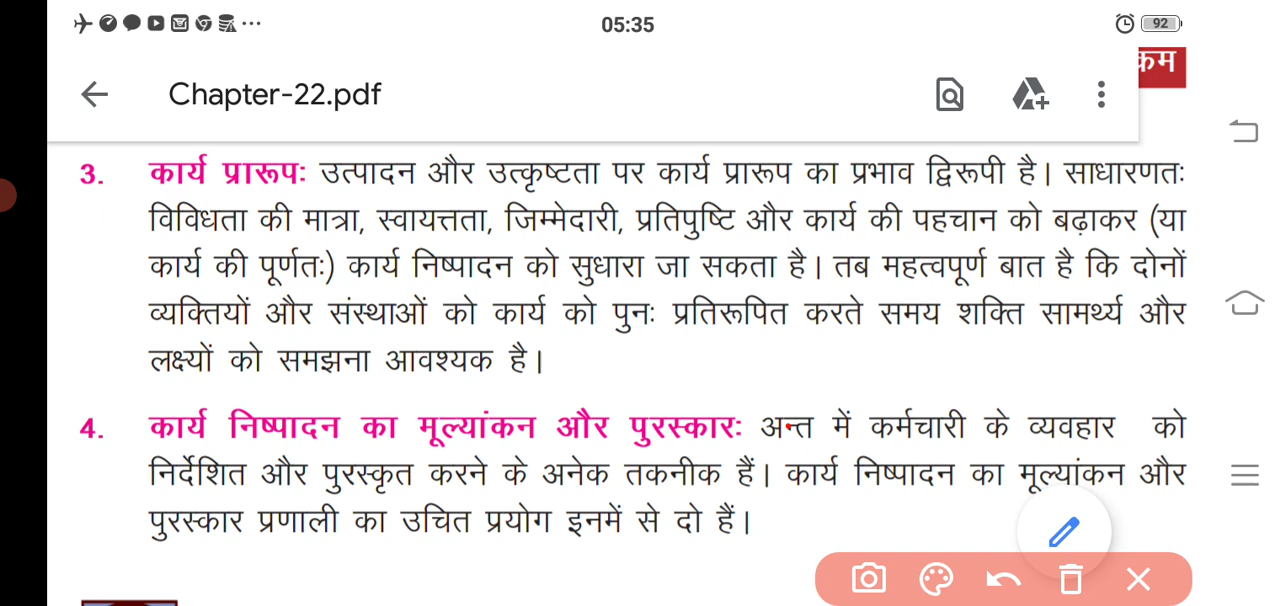 05:35
92
क्रम
Chapter-22.pdf
3. कार्य प्रारूपः उत्पादन और उत्कृष्टता पर कार्य प्रारूप का प्रभाव द्विरूपी है। साधारणतः
विविधता की मात्रा, स्वायत्तता, जिम्मेदारी, प्रतिपुष्टि और कार्य की पहचान को बढ़ाकर (या
कार्य की पूर्णतः) कार्य निष्पादन को सुधारा जा सकता है। तब महत्वपूर्ण बात है कि दोनों
व्यक्तियों और संस्थाओं को कार्य को पुनः प्रतिरूपित करते समय शक्ति सामर्थ्य और
लक्ष्यों को समझना आवश्यक है।
4. कार्य निष्पादन का मूल्यांकन और पुरस्कारः अन्त में कर्मचारी के व्यवहार को
निर्देशित और पुरस्कृत करने के अनेक तकनीक हैं। कार्य निष्पादन का मूल्यांकन और
पुरस्कार प्रणाली का उचित प्रयोग इनमें से दो हैं।